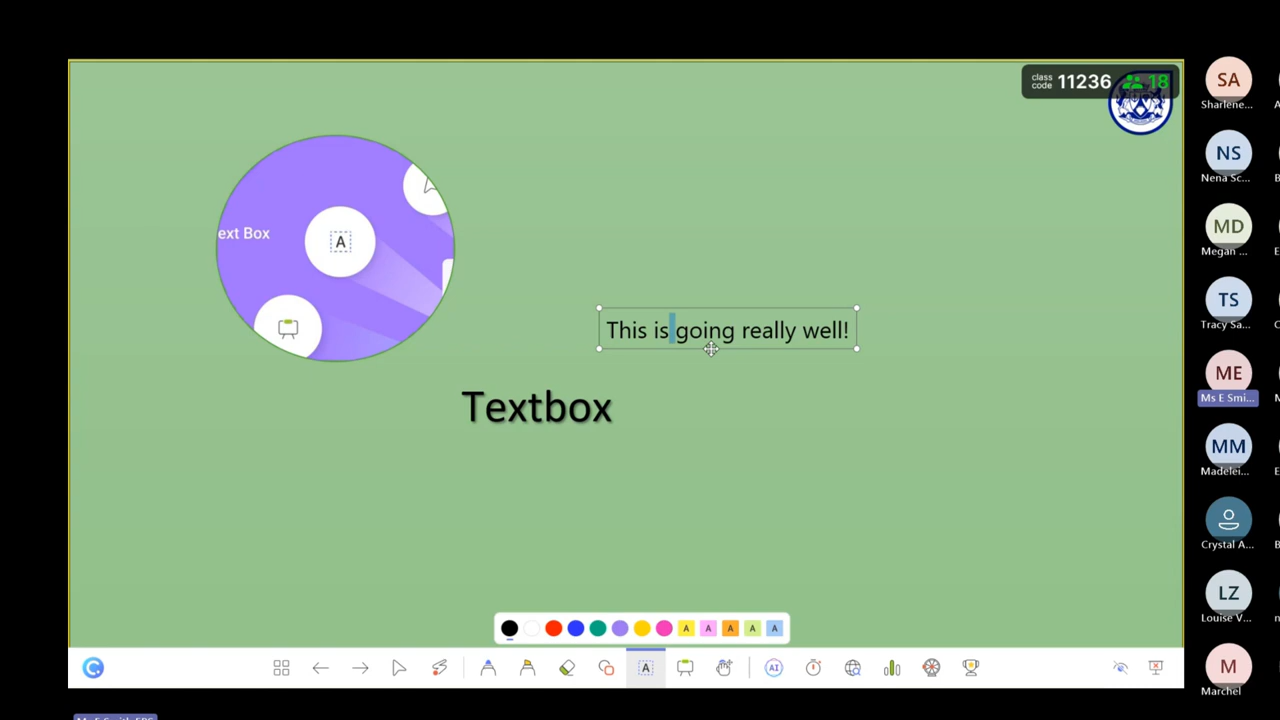 class code 11236 18
SA
Sharlene...
NS
Nena Sc...
ext Box
A
MD
Megan ...
TS
Tracy Sa...
This is going really well!
ME
Ms E Smi...
Textbox
MM
Madelei...
Crystal A...
LZ
Louise V...
A A A A A
A
AI
M
Marchel